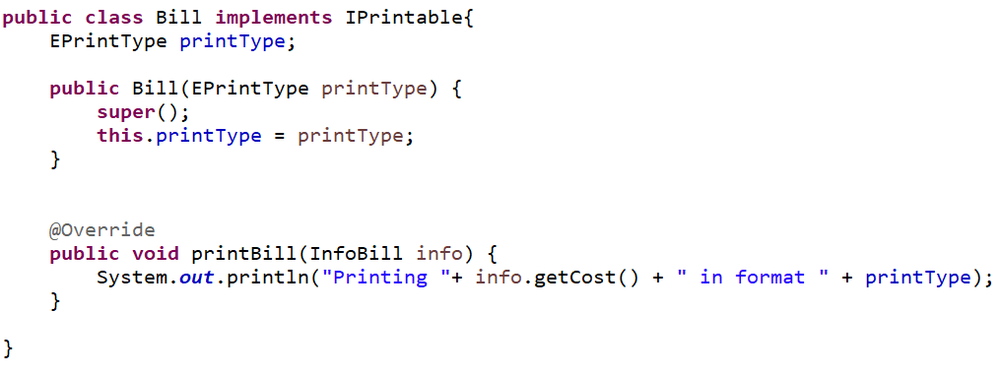 public class Bill implements IPrintable{
    EPrintType printType;

    public Bill(EPrintType printType) {
        super();
        this.printType = printType;
    }


    @Override
    public void printBill(InfoBill info) {
        System.out.println("Printing "+ info.getCost() + " in format " + printType);
    }

}